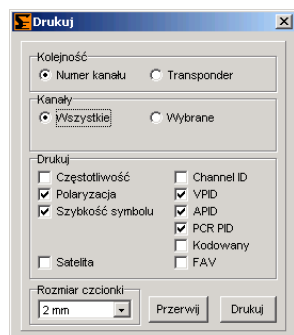 Drukuj
Kolejność
Numer kanału Transponder
Kanały
Wszystkie Wybrane
Drukuj
Częstotliwość Channel ID
Polaryzacja VPID
Szybkość symbolu APID
PCR PID
Kodowany
Satelita FAV
Rozmiar czcionki
2 mm Przerwij Drukuj